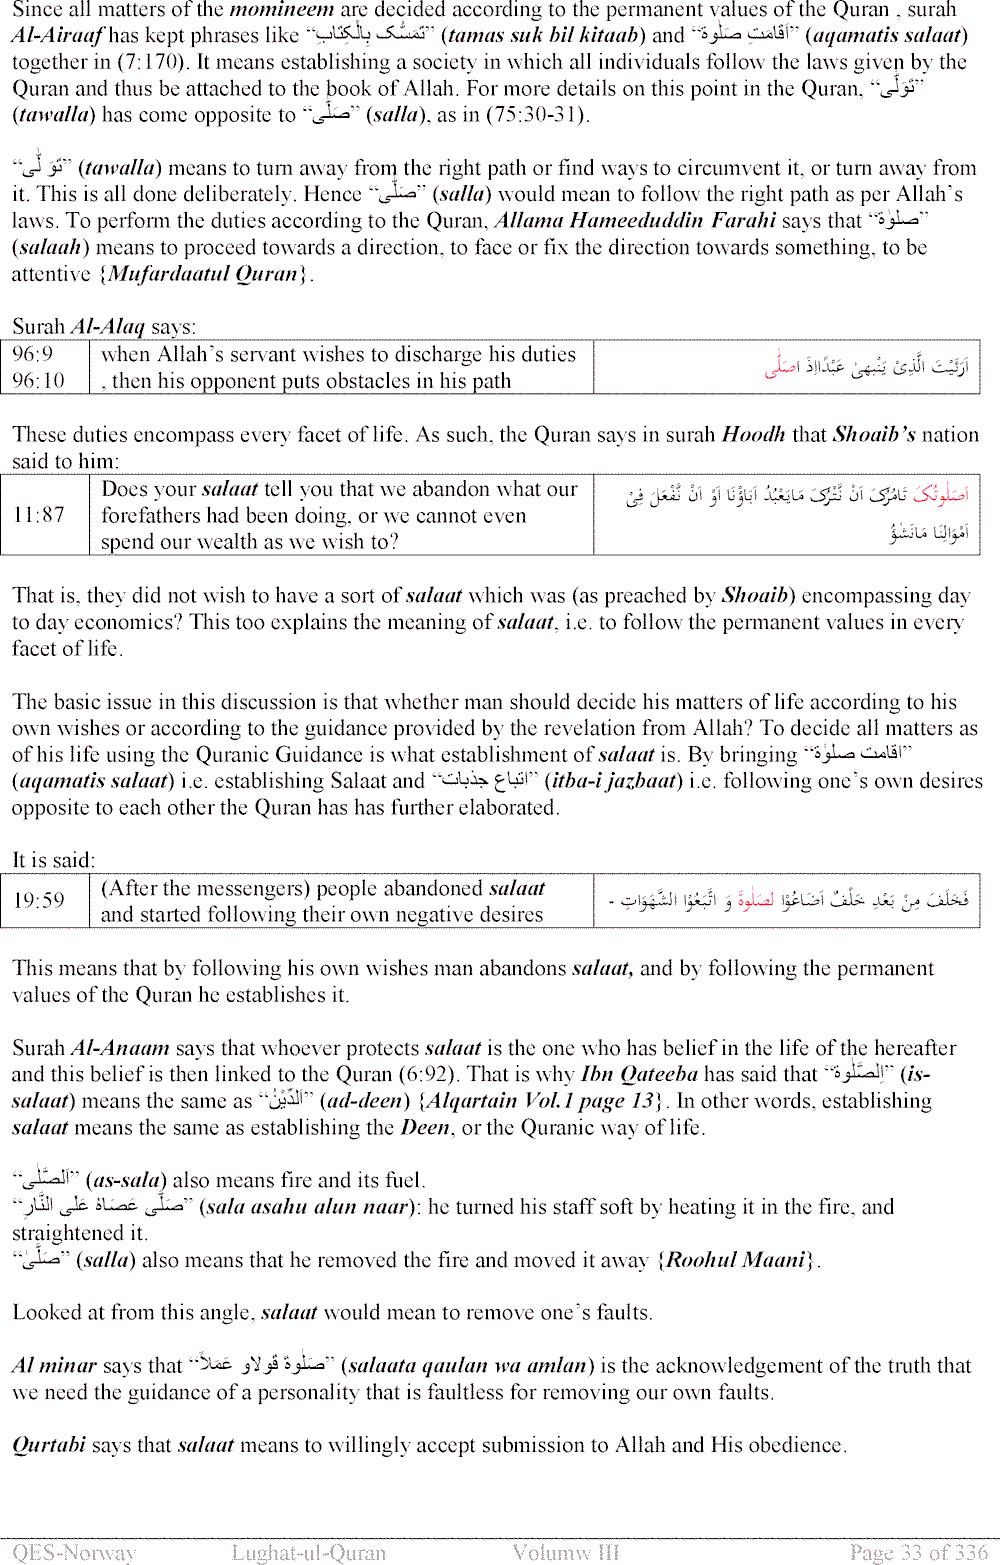 Since all matters of the momineem are decided according to the permanent values of the Quran , surah
Al-Airaaf has kept phrases like “تَمَسُّک بِالْکِتَابِ” (tamas suk bil kitaab) and “اَقَامَتِ صَلٰوة” (aqamatis salaat)
together in (7:170). It means establishing a society in which all individuals follow the laws given by the
Quran and thus be attached to the book of Allah. For more details on this point in the Quran, “تَوَلّٰی”
(tawalla) has come opposite to “صَلّٰی” (salla), as in (75:30-31).
“تَوَ لّٰی” (tawalla) means to turn away from the right path or find ways to circumvent it, or turn away from
it. This is all done deliberately. Hence “صَلّٰی” (salla) would mean to follow the right path as per Allah’s
laws. To perform the duties according to the Quran, Allama Hameeduddin Farahi says that “صلوٰة”
(salaah) means to proceed towards a direction, to face or fix the direction towards something, to be
attentive {Mufardaatul Quran}.
Surah Al-Alaq says:
96:9 when Allah’s servant wishes to discharge his duties
96:10 , then his opponent puts obstacles in his path
اَرَئَیْتَ الَّذِیْ یَنْہٰی عَبْدًااِذَ اصَلّٰی
These duties encompass every facet of life. As such, the Quran says in surah Hoodh that Shoaib’s nation
said to him:
11:87
Does your salaat tell you that we abandon what our
forefathers had been doing, or we cannot even
spend our wealth as we wish to?
اَصَلٰوتُکَ تَامُرُکَ اَنْ نَّتْرُکَ مَایَعْبُدُ اٰبَاؤُنَا اَوْ اَنْ نَّفْعَلَ فِیْ
اَمْوَالِنَا مَانَشٰؤُ
That is, they did not wish to have a sort of salaat which was (as preached by Shoaib) encompassing day
to day economics? This too explains the meaning of salaat, i.e. to follow the permanent values in every
facet of life.
The basic issue in this discussion is that whether man should decide his matters of life according to his
own wishes or according to the guidance provided by the revelation from Allah? To decide all matters as
of his life using the Quranic Guidance is what establishment of salaat is. By bringing “اقامت صلوٰة”
(aqamatis salaat) i.e. establishing Salaat and “اتباع جذبات” (itba-i jazbaat) i.e. following one’s own desires
opposite to each other the Quran has has further elaborated.
It is said:
19:59
(After the messengers) people abandoned salaat
and started following their own negative desires
فَخَلَفَ مِنْ بَعْدِ خَلْفٌ اَضَاعُوْا لصَلٰوةَ وَ اتَّبَعُوْا الشَّهَوَاتِ -
This means that by following his own wishes man abandons salaat, and by following the permanent
values of the Quran he establishes it.
Surah Al-Anaam says that whoever protects salaat is the one who has belief in the life of the hereafter
and this belief is then linked to the Quran (6:92). That is why Ibn Qateeba has said that “اِلصَّلٰوة” (is-
salaat) means the same as “اَلدِّیْنُ” (ad-deen) {Alqartain Vol.1 page 13}. In other words, establishing
salaat means the same as establishing the Deen, or the Quranic way of life.
“اَلصَّلٰی” (as-sala) also means fire and its fuel.
“صَلّٰی عَصَاهُ عَلَی النَّارِ” (sala asahu alun naar): he turned his staff soft by heating it in the fire, and
straightened it.
“صَلّٰی” (salla) also means that he removed the fire and moved it away {Roohul Maani}.
Looked at from this angle, salaat would mean to remove one’s faults.
Al minar says that “صَلٰوة قولاو عَمَلاً” (salaata qaulan wa amlan) is the acknowledgement of the truth that
we need the guidance of a personality that is faultless for removing our own faults.
Qurtabi says that salaat means to willingly accept submission to Allah and His obedience.
QES-Norway Lughat-ul-Quran Volumw III Page 33 of 336